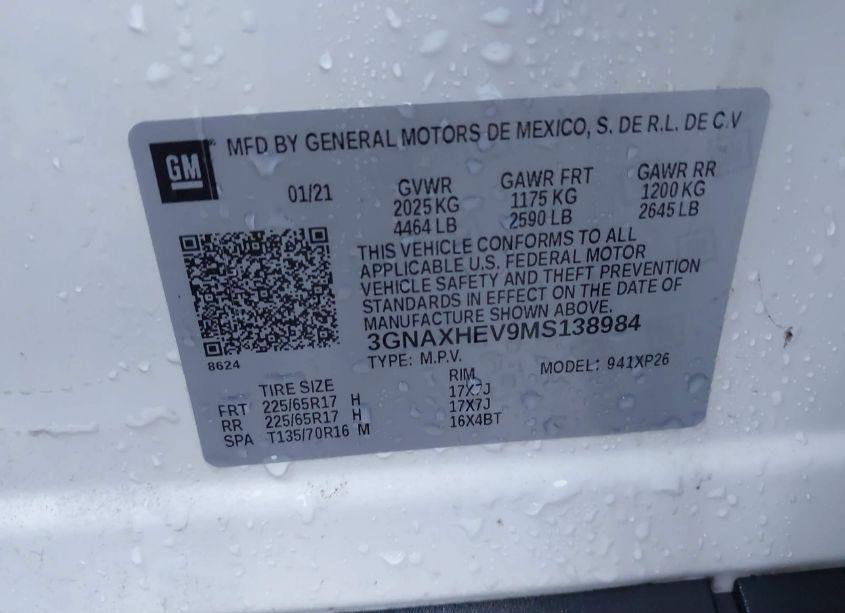 GM
MFD BY GENERAL MOTORS DE MEXICO, S. DE R.L. DE C.V
01/21
GVWR GAWR FRT GAWR RR
2025 KG 1175 KG 1200 KG
4464 LB 2590 LB 2645 LB
THIS VEHICLE CONFORMS TO ALL
APPLICABLE U.S. FEDERAL MOTOR
VEHICLE SAFETY AND THEFT PREVENTION
STANDARDS IN EFFECT ON THE DATE OF
MANUFACTURE SHOWN ABOVE.
3GNAXHEV9MS138984
8624
TYPE: M.P.V. MODEL: 941XP26
TIRE SIZE RIM
FRT 225/65R17 H 17X7J
RR 225/65R17 H 17X7J
SPA T135/70R16 M 16X4BT